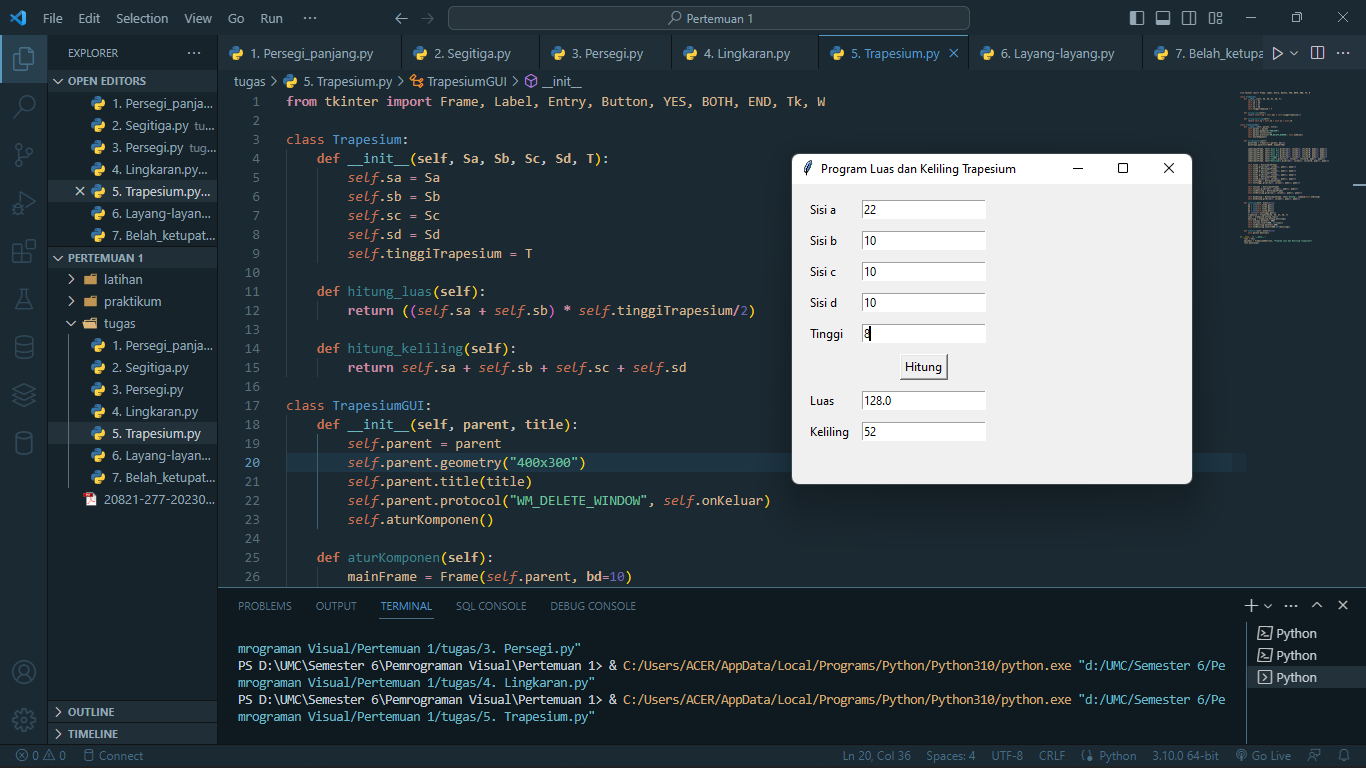 File Edit Selection View Go Run ··· Pertemuan 1
EXPLORER ···
OPEN EDITORS
1. Persegi_panja...
2. Segitiga.py tu...
3. Persegi.py tug...
4. Lingkaran.py...
5. Trapesium.py...
6. Layang-layan...
7. Belah_ketupat...
PERTEMUAN 1
latihan
praktikum
tugas
1. Persegi_panja...
2. Segitiga.py
3. Persegi.py
4. Lingkaran.py
5. Trapesium.py
6. Layang-layan...
7. Belah_ketupat...
20821-277-20230...
OUTLINE
TIMELINE
1. Persegi_panjang.py 2. Segitiga.py 3. Persegi.py 4. Lingkaran.py 5. Trapesium.py 6. Layang-layang.py 7. Belah_ketupa
tugas > 5. Trapesium.py > TrapesiumGUI > __init__
1 from tkinter import Frame, Label, Entry, Button, YES, BOTH, END, Tk, W
2
3 class Trapesium:
4 def __init__(self, Sa, Sb, Sc, Sd, T):
5 self.sa = Sa
6 self.sb = Sb
7 self.sc = Sc
8 self.sd = Sd
9 self.tinggiTrapesium = T
10
11 def hitung_luas(self):
12 return ((self.sa + self.sb) * self.tinggiTrapesium/2)
13
14 def hitung_keliling(self):
15 return self.sa + self.sb + self.sc + self.sd
16
17 class TrapesiumGUI:
18 def __init__(self, parent, title):
19 self.parent = parent
20 self.parent.geometry("400x300")
21 self.parent.title(title)
22 self.parent.protocol("WM_DELETE_WINDOW", self.onKeluar)
23 self.aturKomponen()
24
25 def aturKomponen(self):
26 mainFrame = Frame(self.parent, bd=10)
Program Luas dan Keliling Trapesium
Sisi a 22
Sisi b 10
Sisi c 10
Sisi d 10
Tinggi 8
Hitung
Luas 128.0
Keliling 52
PROBLEMS OUTPUT TERMINAL SQL CONSOLE DEBUG CONSOLE
mrograman Visual/Pertemuan 1/tugas/3. Persegi.py"
PS D:\UMC\Semester 6\Pemrograman Visual\Pertemuan 1> & C:/Users/ACER/AppData/Local/Programs/Python/Python310/python.exe "d:/UMC/Semester 6/Pe
mrograman Visual/Pertemuan 1/tugas/4. Lingkaran.py"
PS D:\UMC\Semester 6\Pemrograman Visual\Pertemuan 1> & C:/Users/ACER/AppData/Local/Programs/Python/Python310/python.exe "d:/UMC/Semester 6/Pe
mrograman Visual/Pertemuan 1/tugas/5. Trapesium.py"
Python
Python
Python
0 0 Connect Ln 20, Col 36 Spaces: 4 UTF-8 CRLF Python 3.10.0 64-bit Go Live